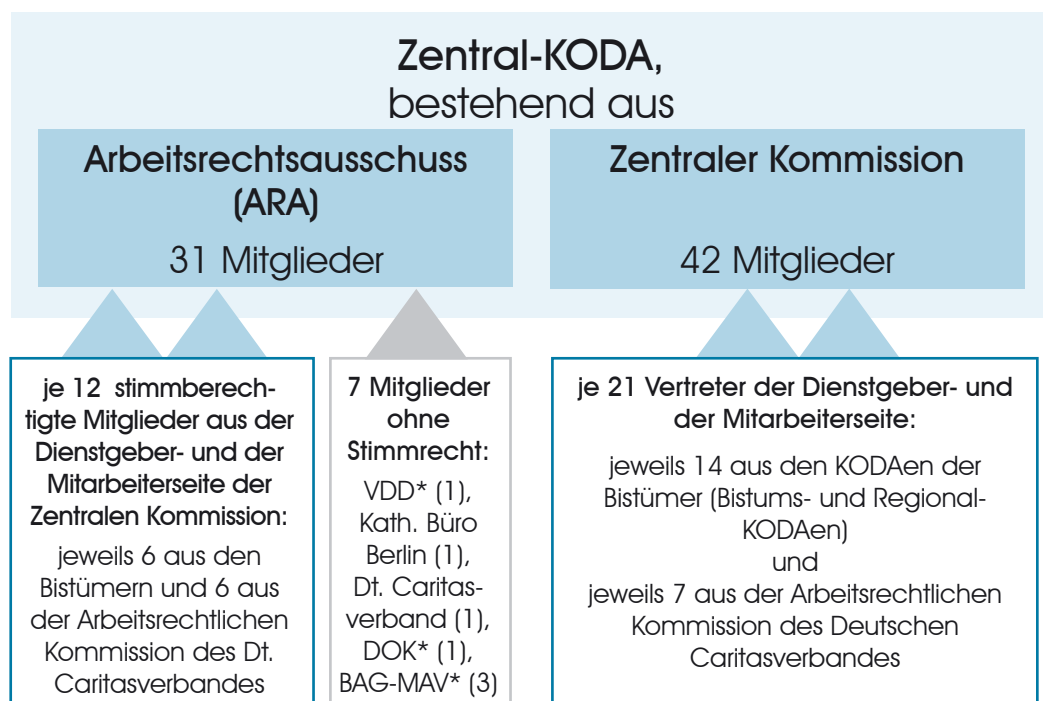 Zentral-KODA,
bestehend aus
Arbeitsrechtsausschuss
(ARA)
31 Mitglieder
Zentraler Kommission
42 Mitglieder
je 12 stimmberech-
tigte Mitglieder aus der
Dienstgeber- und der
Mitarbeiterseite der
Zentralen Kommission:
jeweils 6 aus den
Bistümern und 6 aus
der Arbeitsrechtlichen
Kommission des Dt.
Caritasverbandes
7 Mitglieder
ohne
Stimmrecht:
VDD* (1),
Kath. Büro
Berlin (1),
Dt. Caritas-
verband (1),
DOK* (1),
BAG-MAV* (3)
je 21 Vertreter der Dienstgeber- und
der Mitarbeiterseite:
jeweils 14 aus den KODAen der
Bistümer (Bistums- und Regional-
KODAen)
und
jeweils 7 aus der Arbeitsrechtlichen
Kommission des Deutschen
Caritasverbandes